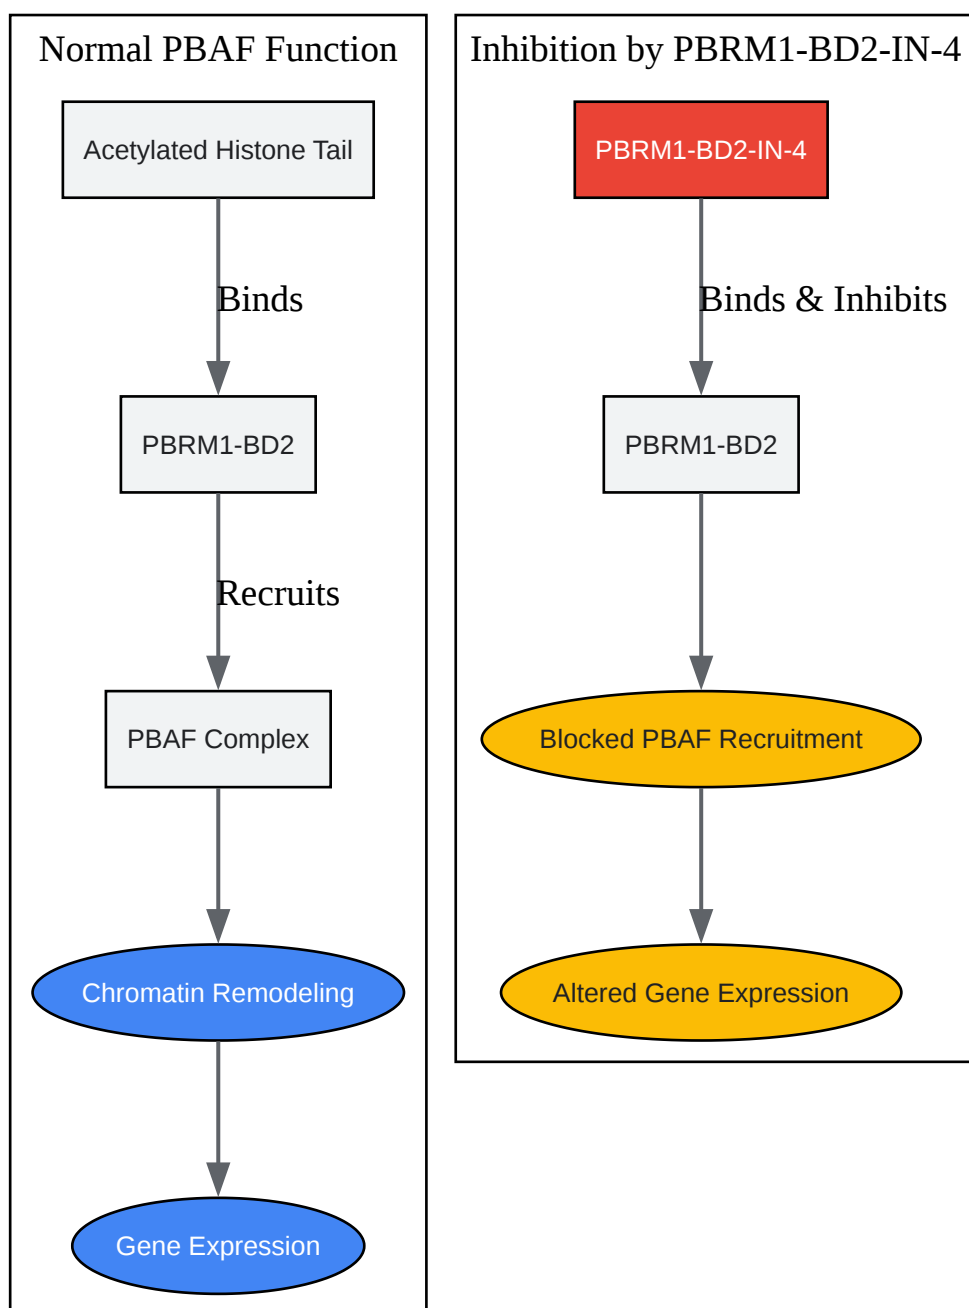 Normal PBAF Function
Acetylated Histone Tail
Binds
PBRM1-BD2
Recruits
PBAF Complex
Chromatin Remodeling
Gene Expression
Inhibition by PBRM1-BD2-IN-4
PBRM1-BD2-IN-4
Binds & Inhibits
PBRM1-BD2
Blocked PBAF Recruitment
Altered Gene Expression